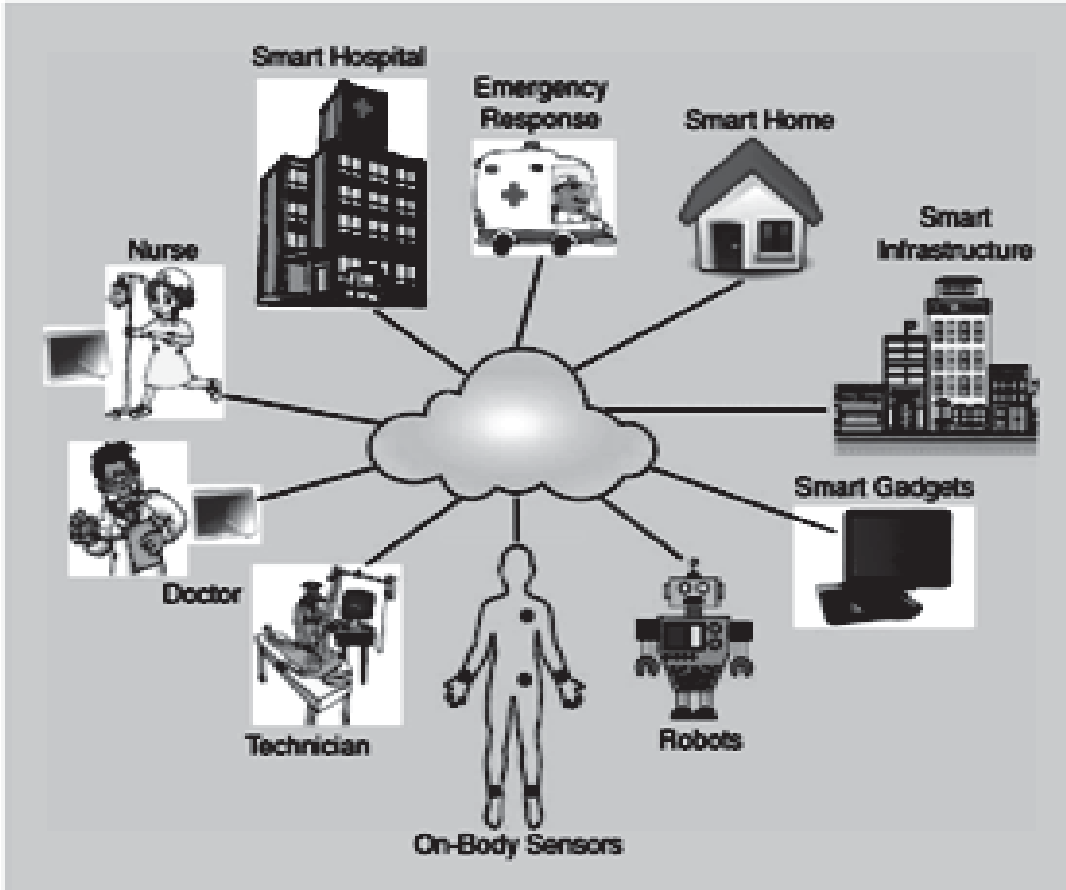 Smart Hospital
Emergency
Response
Smart Home
Smart
Infrastructure
Nurse
Smart Gadgets
Doctor
Technician
Robots
On-Body Sensors